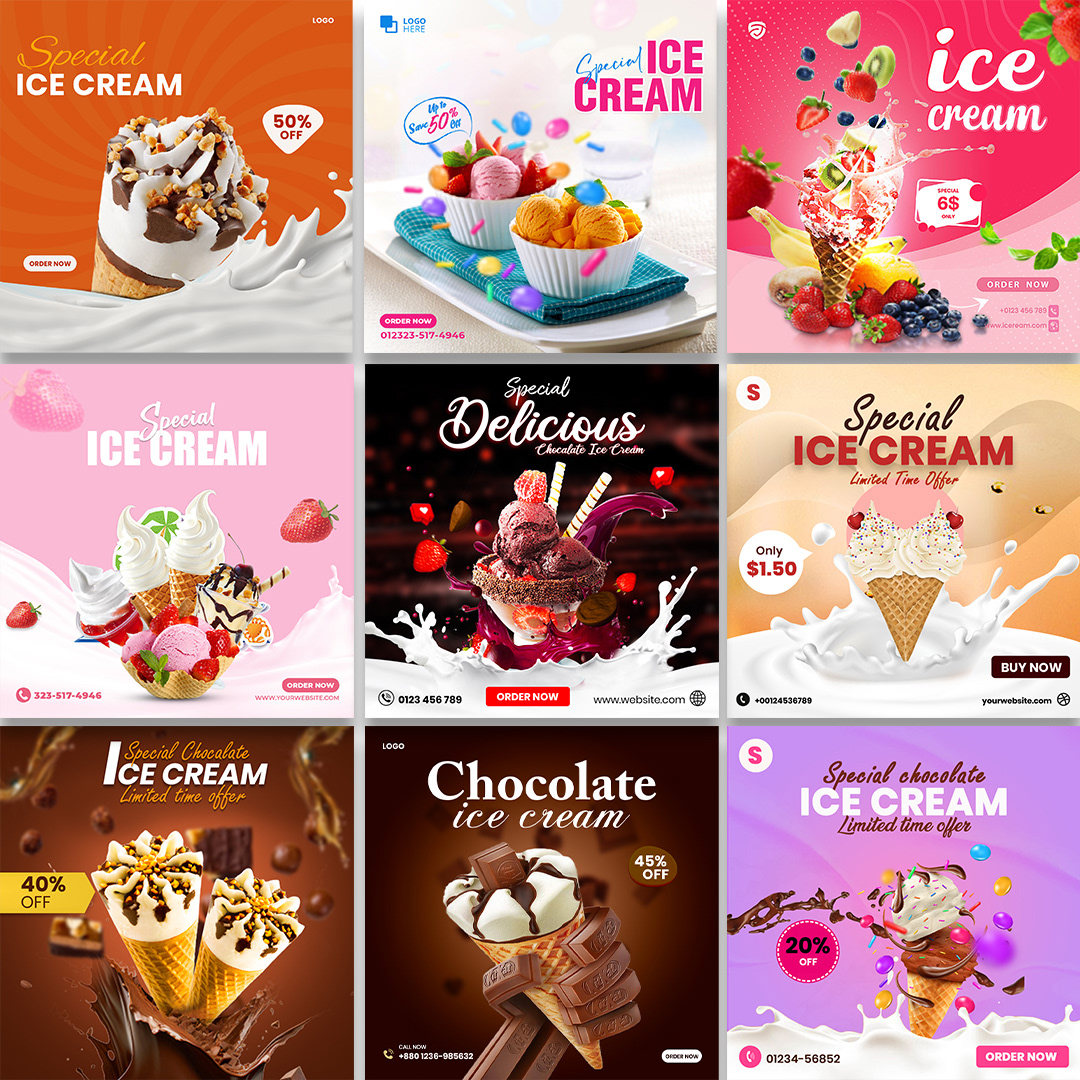 LOGO
Special
ICE CREAM
50%
OFF
ORDER NOW
LOGO
HERE
Special ICE
CREAM
Up to
Save 50% Off
ORDER NOW
012323-517-4946
ice
cream
SPECIAL
6$
ONLY
ORDER NOW
+0123 456 789
www.iceream.com
Special
ICE CREAM
323-517-4946
ORDER NOW
WWW.YOURWEBSITE.COM
Special
Delicious
Chocolate Ice Cream
0123 456 789
ORDER NOW
www.website.com
S
Special
ICE CREAM
Limited Time Offer
Only
$1.50
BUY NOW
+00124536789
yourwebsite.com
Special Chocalate
ICE CREAM
Limited time offer
40%
OFF
LOGO
Chocolate
ice cream
45%
OFF
CALL NOW
+880 1236-985632
ORDER NOW
S
Special chocolate
ICE CREAM
Limited time offer
20%
OFF
01234-56852
ORDER NOW